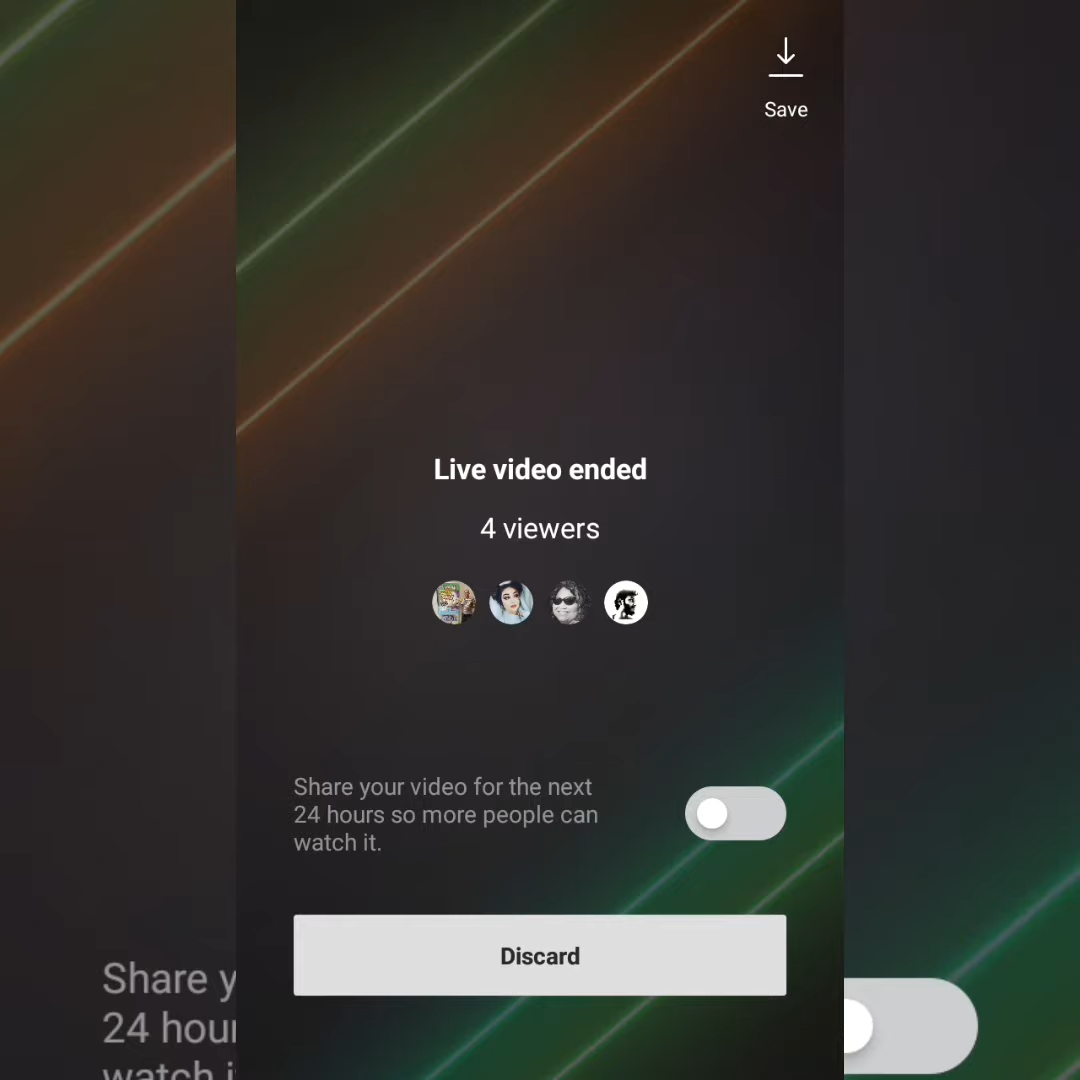 Save
Live video ended
4 viewers
Share your video for the next
24 hours so more people can
watch it.
Discard
Share y
24 hour
watch i